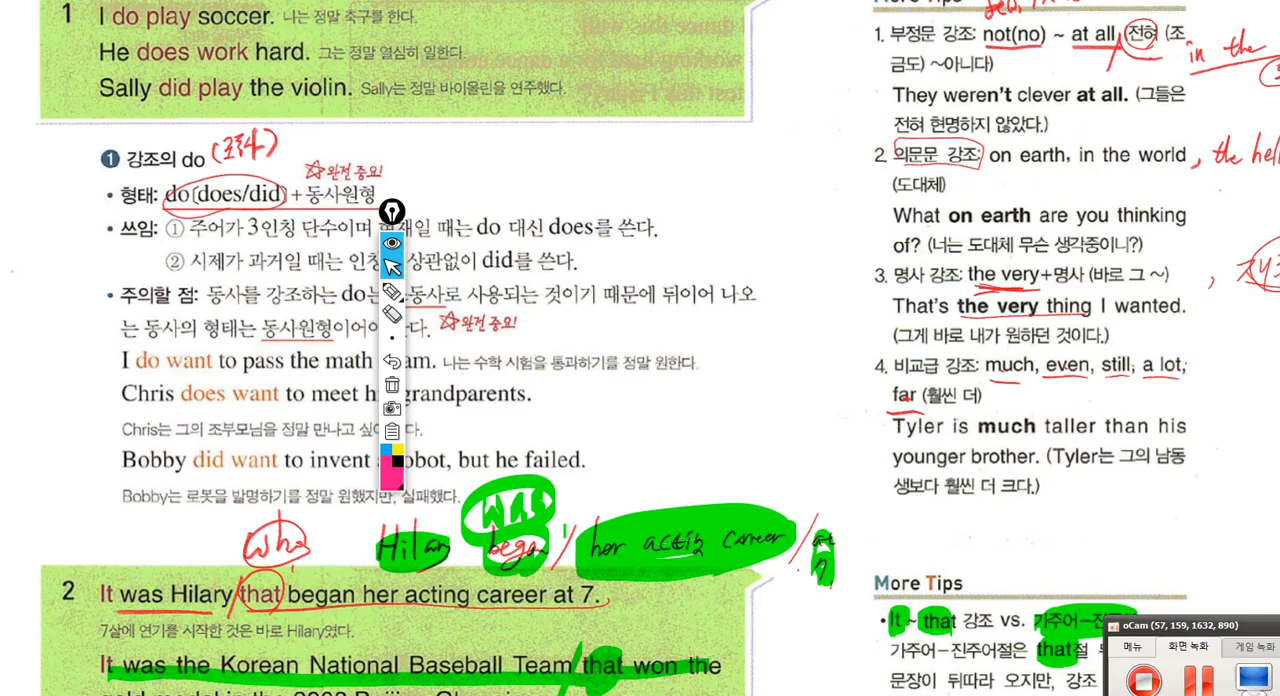 1
I do play soccer. 나는 정말 축구를 한다.
He does work hard. 그는 정말 열심히 일한다.
Sally did play the violin. Sally는 정말 바이올린을 연주했다.
❶ 강조의 do (조동사)
☆완전중요!
• 형태: do(does/did)+동사원형
• 쓰임: ① 주어가 3인칭 단수이며 재일 때는 do 대신 does를 쓴다.
② 시제가 과거일 때는 인칭 상관없이 did를 쓴다.
• 주의할 점: 동사를 강조하는 do는 동사로 사용되는 것이기 때문에 뒤이어 나오
는 동사의 형태는 동사원형이어야 다. ☆완전중요!
I do want to pass the math am. 나는 수학 시험을 통과하기를 정말 원한다.
Chris does want to meet h grandparents.
Chris는 그의 조부모님을 정말 만나고 싶 다.
Bobby did want to invent obot, but he failed.
Bobby는 로봇을 발명하기를 정말 원했지만, 실패했다.
was
who Hilary began / her acting career / at 7.
2
It was Hilary that began her acting career at 7.
7살에 연기를 시작한 것은 바로 Hilary였다.
It was the Korean National Baseball Team that won the
More Tips
1. 부정문 강조: not(no) ~ at all (전혀 (조
금도) ~아니다)
in the
They weren't clever at all. (그들은
전혀 현명하지 않았다.)
2. 의문문 강조: on earth, in the world, the hell
(도대체)
What on earth are you thinking
of? (너는 도대체 무슨 생각중이니?)
3. 명사 강조: the very+명사 (바로 그 ~)
That's the very thing I wanted.
(그게 바로 내가 원하던 것이다.)
4. 비교급 강조: much, even, still, a lot,
far (훨씬 더)
Tyler is much taller than his
younger brother. (Tyler는 그의 남동
생보다 훨씬 더 크다.)
More Tips
• It ~ that 강조 vs. 가주어-진주어
가주어-진주어절은 that절
문장이 뒤따라 오지만, 강조
oCam (57, 159, 1632, 890)
메뉴 화면 녹화 게임 녹화